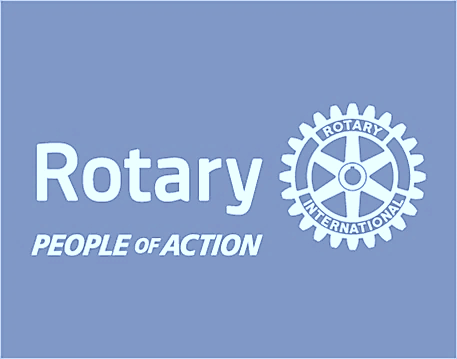 Rotary
PEOPLE OF ACTION
ROTARY
INTERNATIONAL